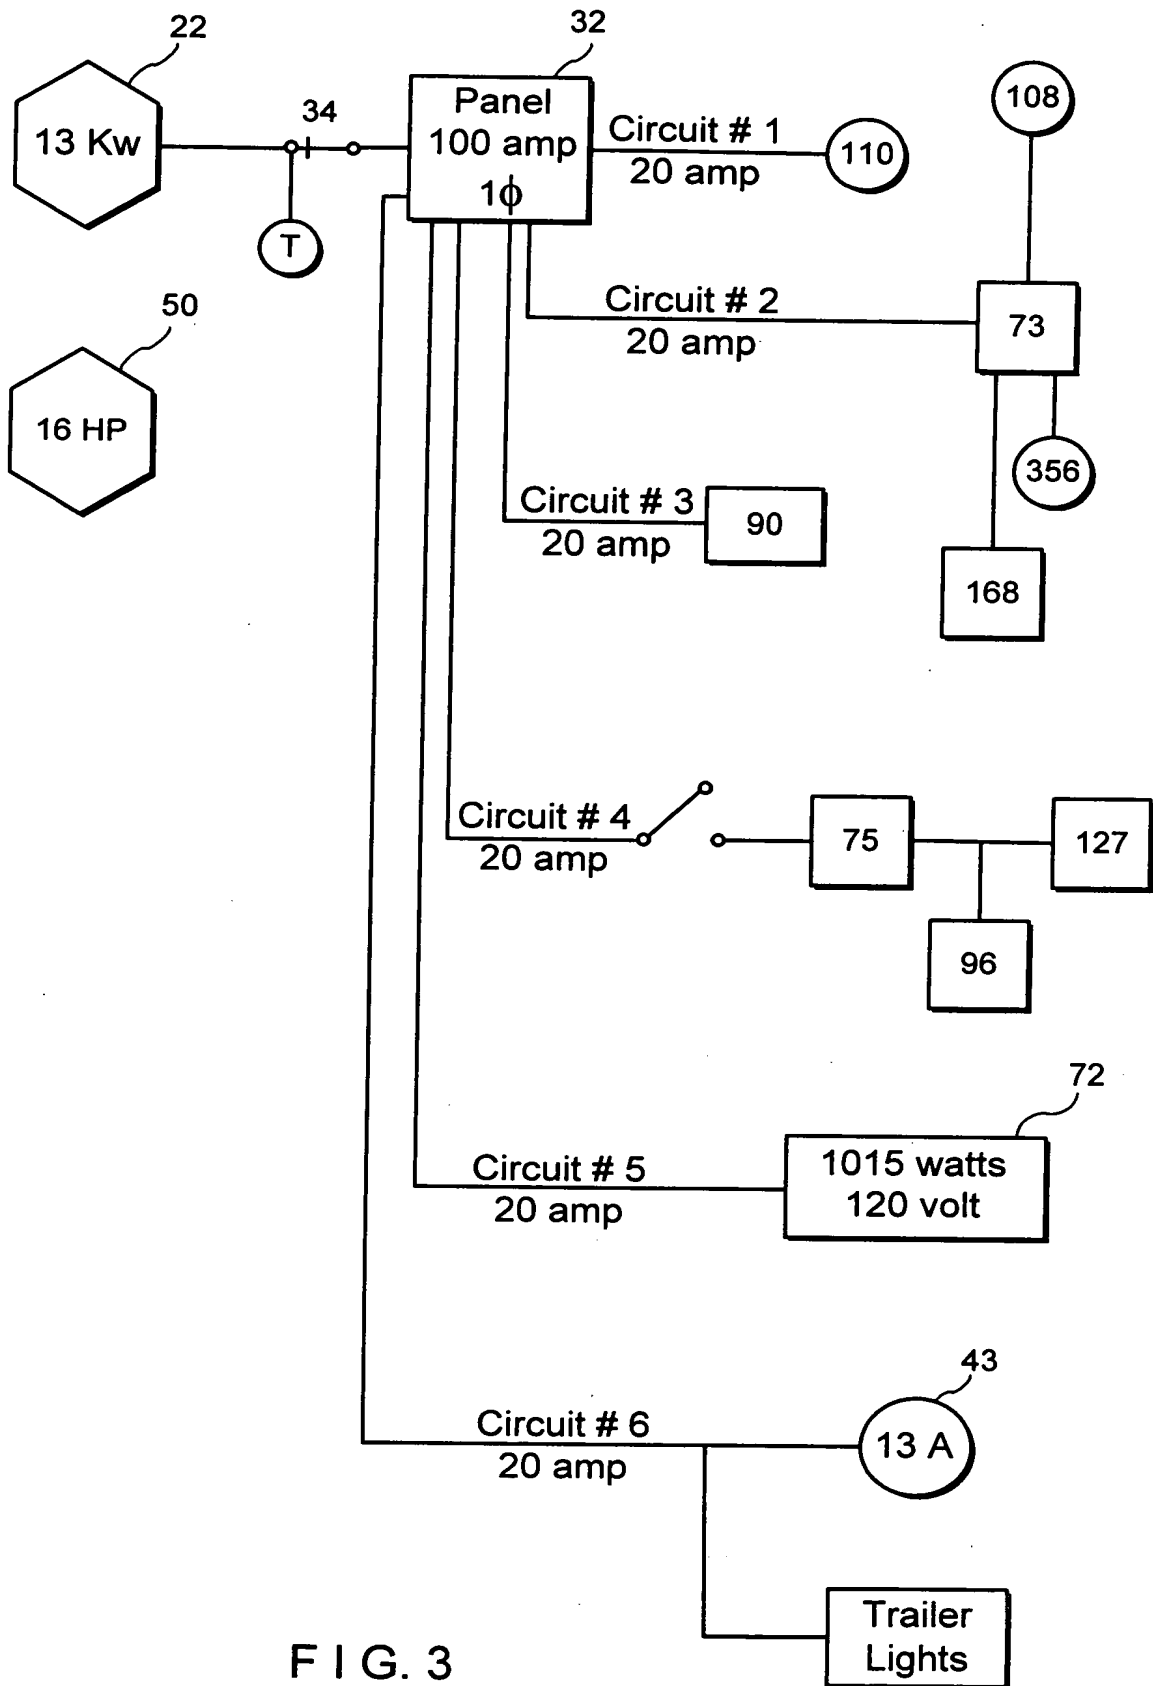 22
32
13 Kw
34
Panel
100 amp
1ϕ
T
Circuit # 1
20 amp
110
108
Circuit # 2
20 amp
73
50
16 HP
356
Circuit # 3
20 amp
90
168
Circuit # 4
20 amp
75
127
96
72
Circuit # 5
20 amp
1015 watts
120 volt
43
Circuit # 6
20 amp
13 A
Trailer
Lights
F I G. 3